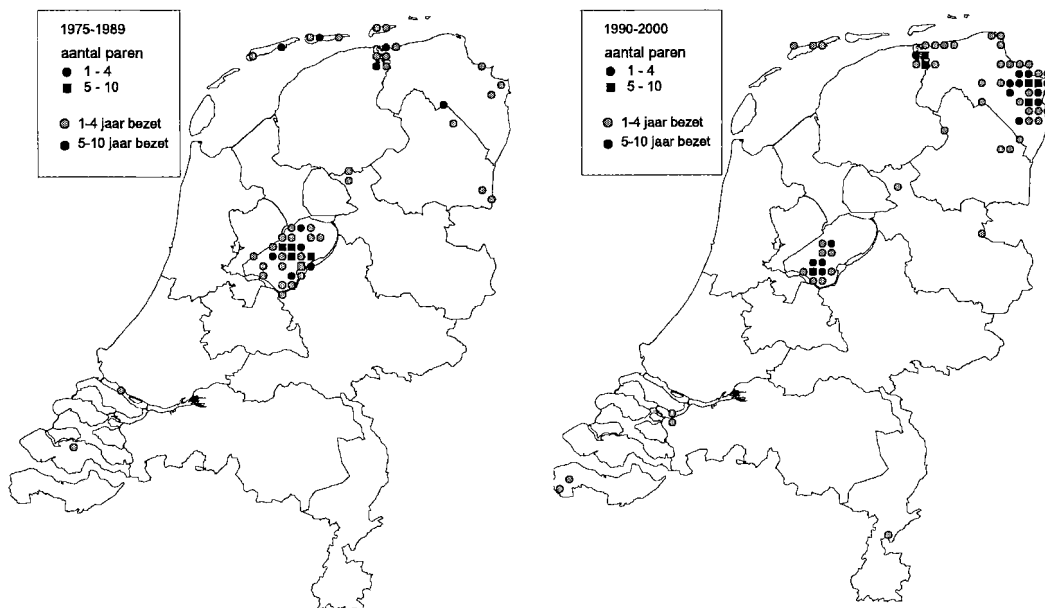 1975-1989
aantal paren
1 - 4
5 - 10
1-4 jaar bezet
5-10 jaar bezet
1990-2000
aantal paren
1 - 4
5 - 10
1-4 jaar bezet
5-10 jaar bezet